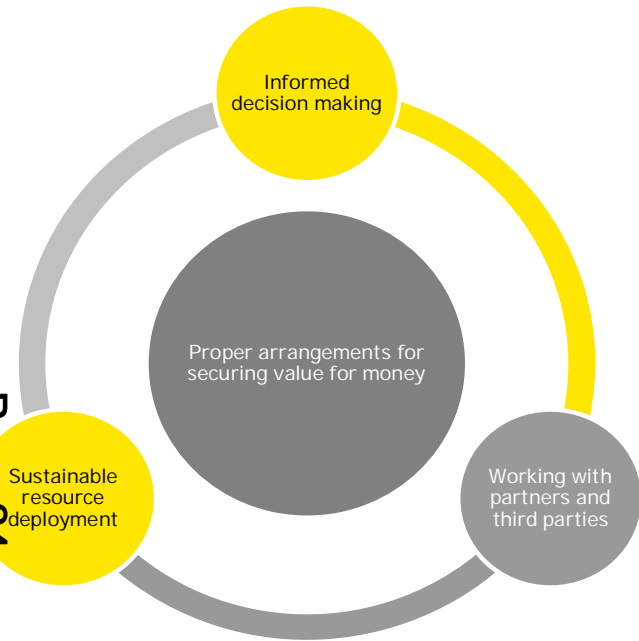 Informed
decision making
Proper arrangements for
securing value for money
Sustainable
resource
deployment
Working with
partners and
third parties